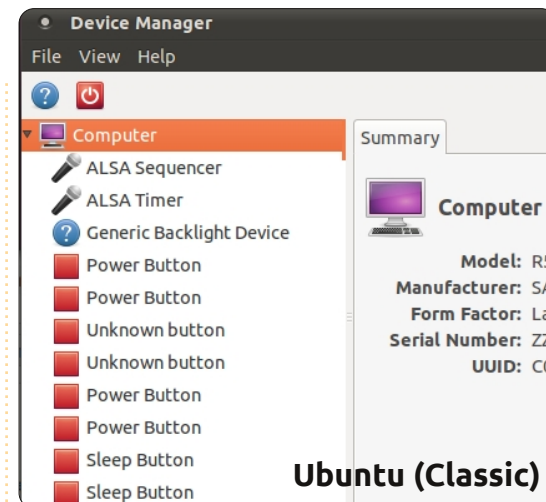 Device Manager
File View Help
Computer
ALSA Sequencer
ALSA Timer
Generic Backlight Device
Power Button
Power Button
Unknown button
Unknown button
Power Button
Power Button
Sleep Button
Sleep Button
Summary
Computer
Model:
Manufacturer:
Form Factor:
Serial Number:
UUID:
Ubuntu (Classic)